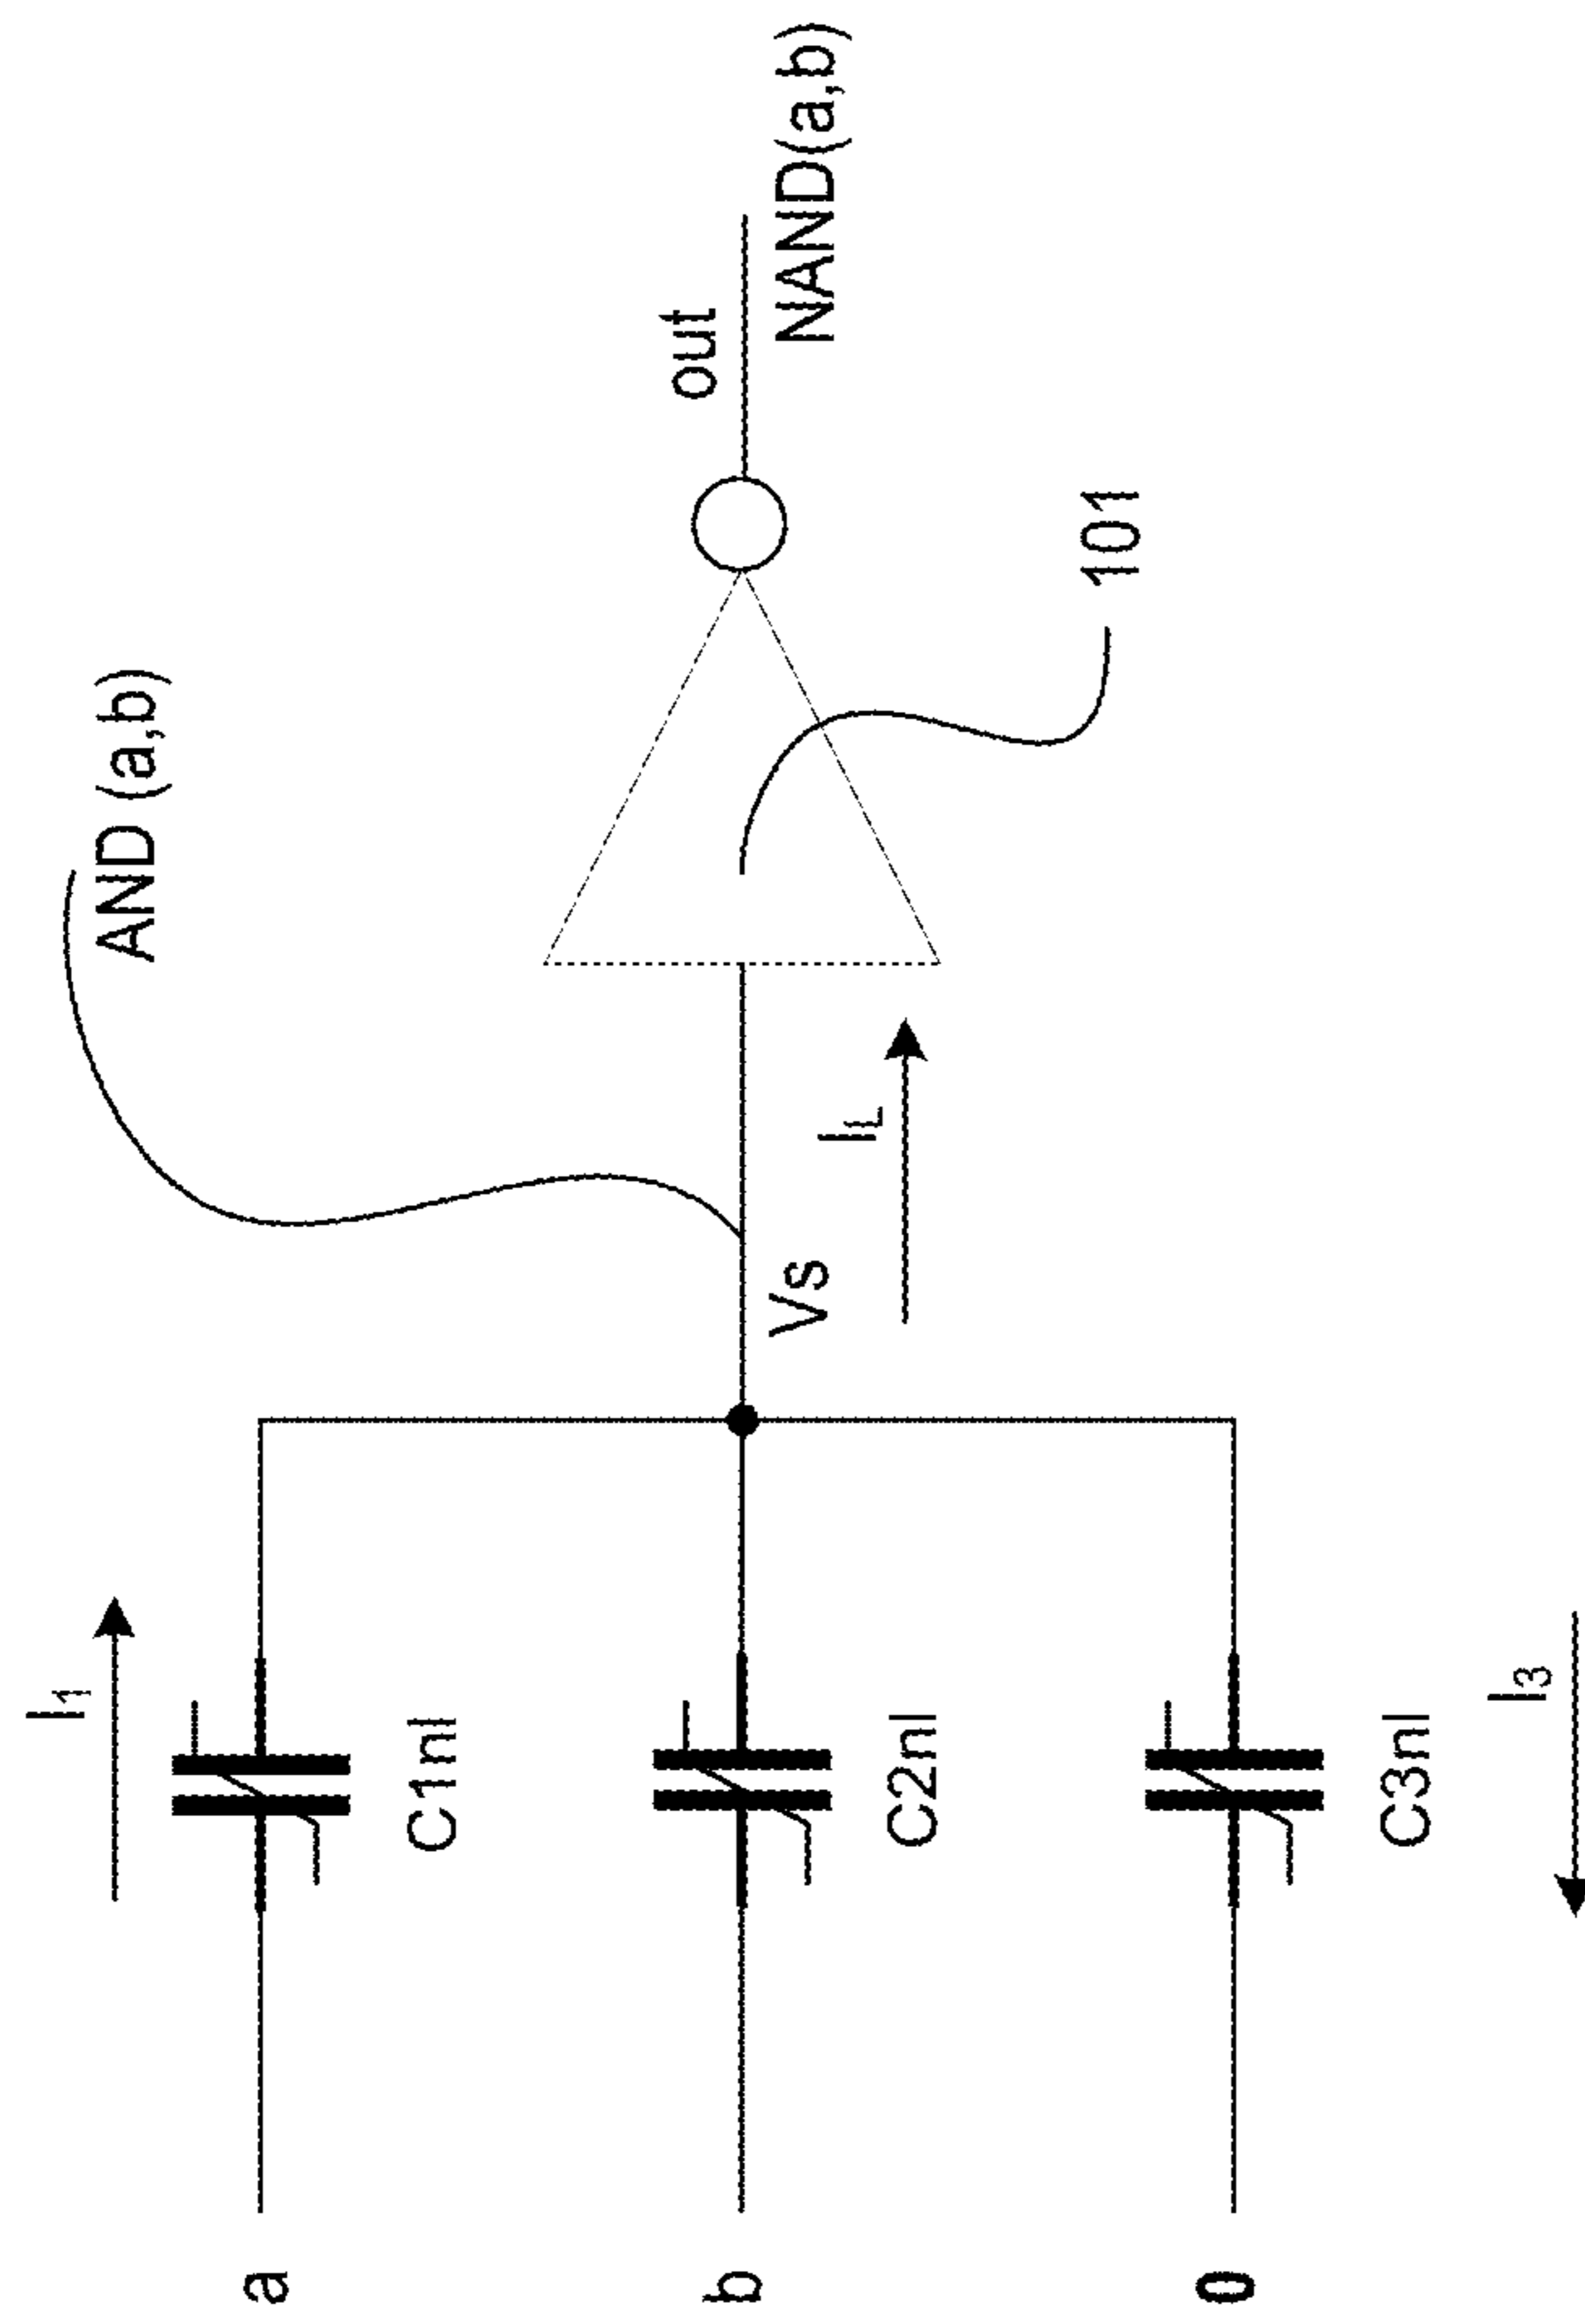 I1
a
C1nl
AND (a,b)
b
C2nl
Vs
IL
out
NAND(a,b)
101
0
C3nl
I3